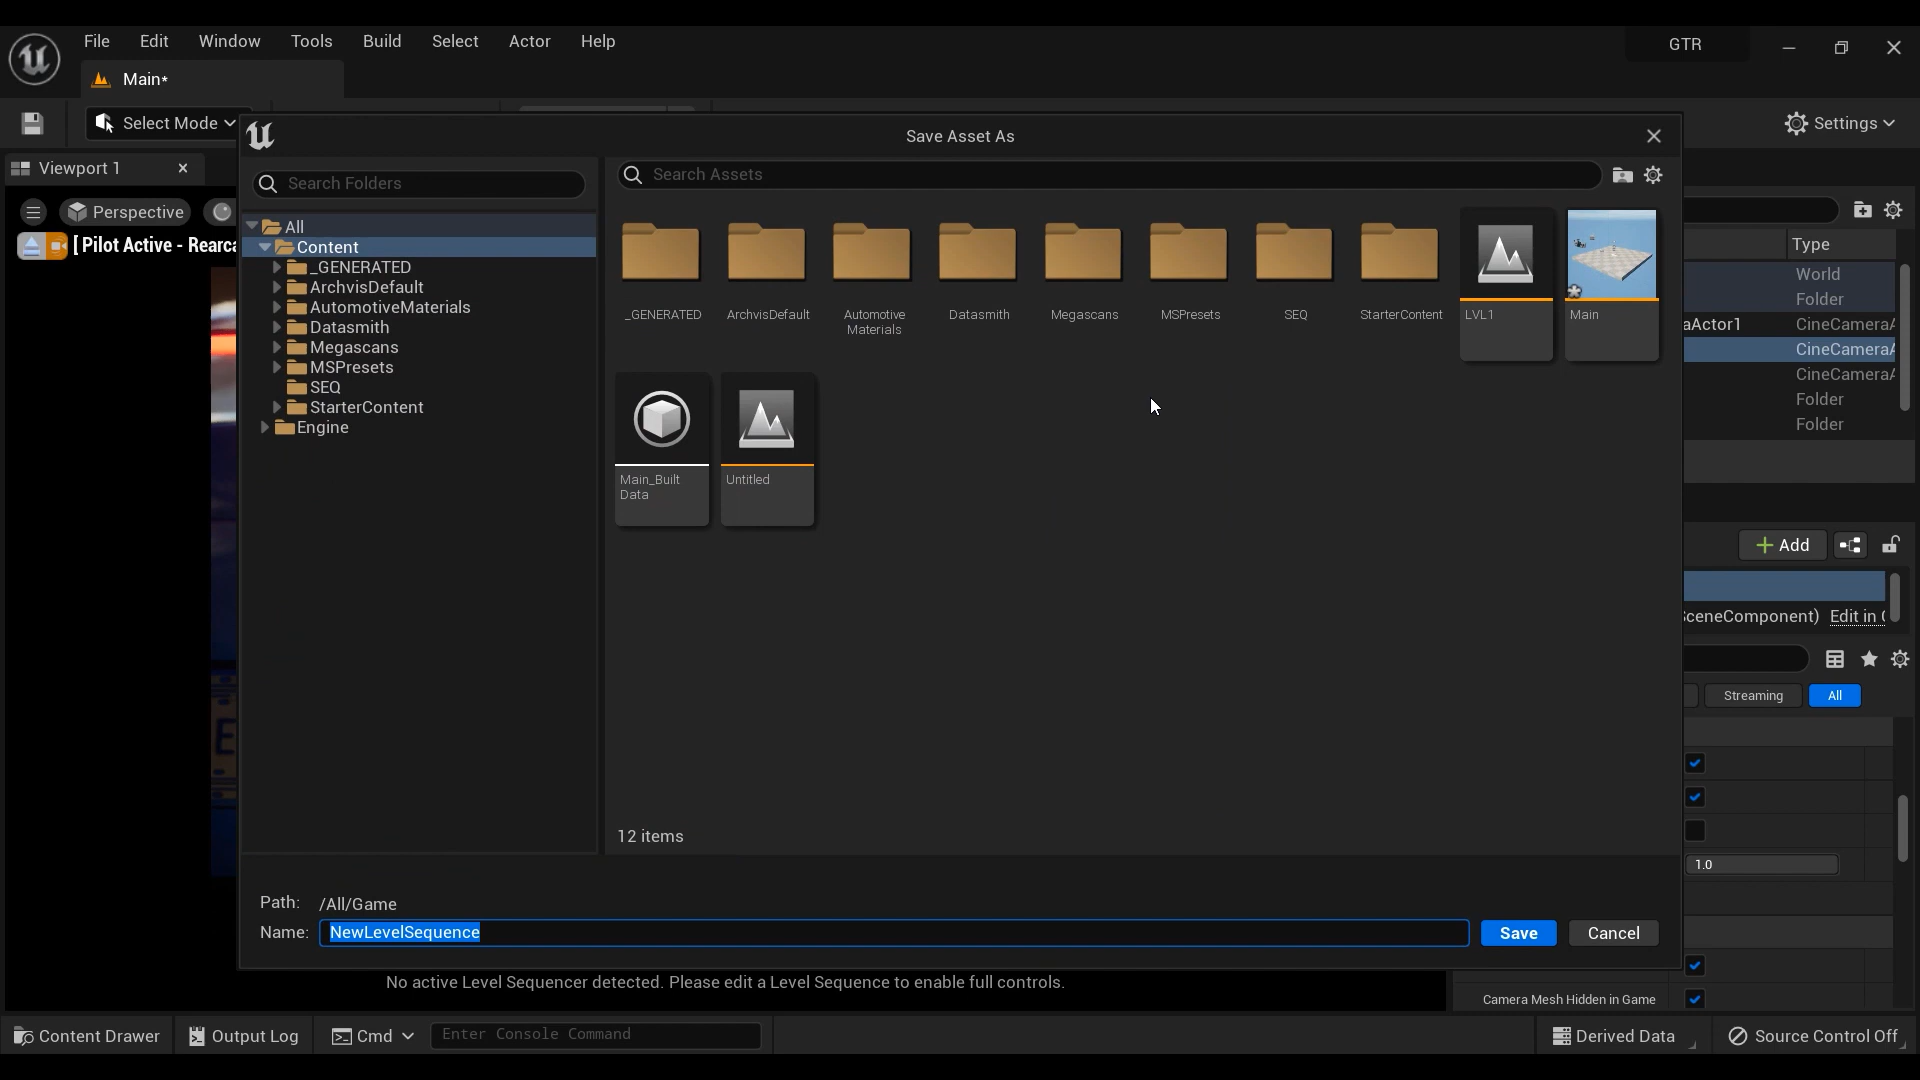 File Edit Window Tools Build Select Actor Help
GTR
Main*
Select Mode
Settings
Save Asset As
Viewport 1
Search Folders
Search Assets
Perspective
[ Pilot Active - Rearca
All
Content
_GENERATED
ArchvisDefault
AutomotiveMaterials
Datasmith
Megascans
MSPresets
SEQ
StarterContent
Engine
_GENERATED
ArchvisDefault
Automotive
Materials
Datasmith
Megascans
MSPresets
SEQ
StarterContent
LVL1
Main
Main_Built
Data
Untitled
12 items
Path: /All/Game
Name: NewLevelSequence
Save
Cancel
Type
World
Folder
aActor1 CineCameraA
CineCameraA
CineCameraA
Folder
Folder
Add
SceneComponent) Edit in C
Streaming
All
1.0
Camera Mesh Hidden in Game
No active Level Sequencer detected. Please edit a Level Sequence to enable full controls.
Content Drawer
Output Log
Cmd
Enter Console Command
Derived Data
Source Control Off